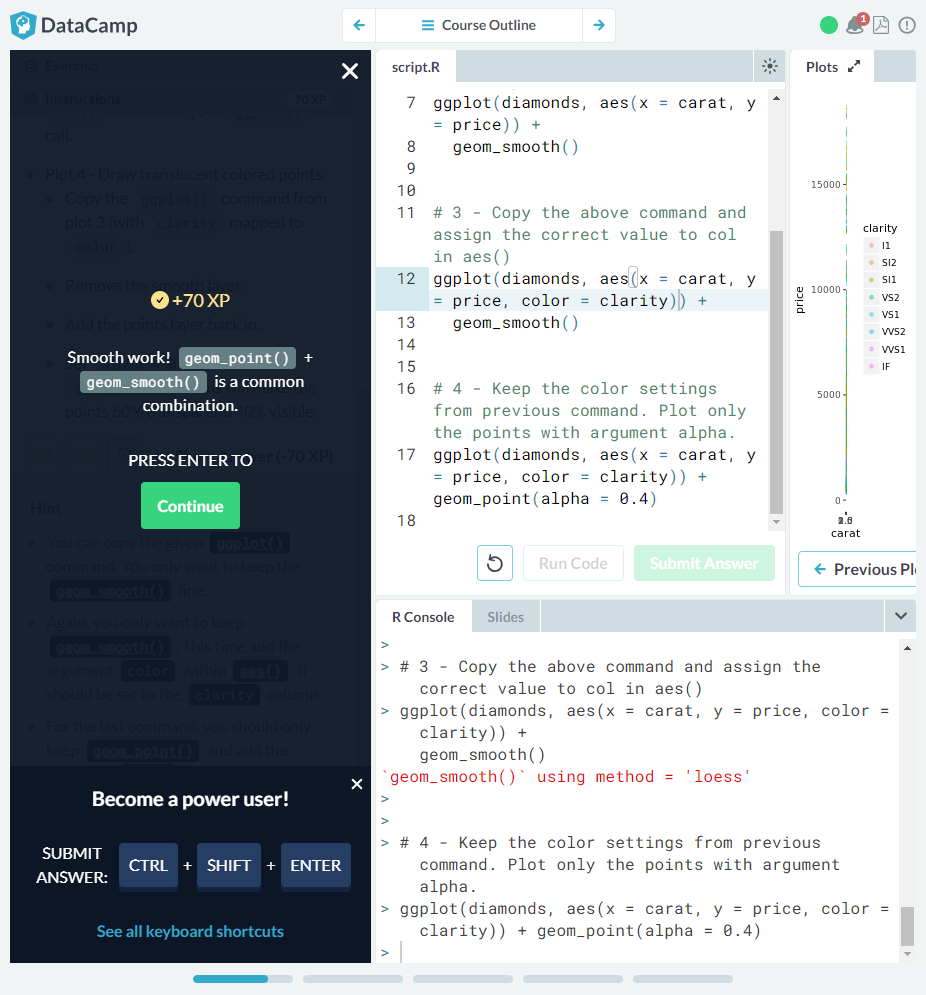 DataCamp
Course Outline
1
Exercise
Instructions
70 XP
call.
Plot 4 - Draw translucent colored points.
Copy the ggplot() command from
plot 3 (with clarity mapped to
color ).
Remove the smooth layer.
Add the points layer back in.
points 60% transparent/40% visible.
(-70 XP)
+70 XP
Smooth work! geom_point() +
geom_smooth() is a common
combination.
PRESS ENTER TO
Continue
Hint
You can copy the given ggplot()
command. You only want to keep the
geom_smooth() line.
Again, you only want to keep
geom_smooth() . This time add the
argument color within aes() , it
should be set to the clarity column.
For the last command, you should only
keep geom_point() and add the
Become a power user!
SUBMIT
ANSWER:
CTRL + SHIFT + ENTER
See all keyboard shortcuts
script.R
7 ggplot(diamonds, aes(x = carat, y
= price)) +
8 geom_smooth()
9
10
11 # 3 - Copy the above command and
assign the correct value to col
in aes()
12 ggplot(diamonds, aes(x = carat, y
= price, color = clarity)) +
13 geom_smooth()
14
15
16 # 4 - Keep the color settings
from previous command. Plot only
the points with argument alpha.
17 ggplot(diamonds, aes(x = carat, y
= price, color = clarity)) +
geom_point(alpha = 0.4)
18
Run Code
Submit Answer
Plots
15000
10000
5000
0
price
carat
clarity
I1
SI2
SI1
VS2
VS1
VVS2
VVS1
IF
Previous Pl
R Console
Slides
>
> # 3 - Copy the above command and assign the
correct value to col in aes()
> ggplot(diamonds, aes(x = carat, y = price, color =
clarity)) +
geom_smooth()
`geom_smooth()` using method = 'loess'
>
>
> # 4 - Keep the color settings from previous
command. Plot only the points with argument
alpha.
> ggplot(diamonds, aes(x = carat, y = price, color =
clarity)) + geom_point(alpha = 0.4)
>